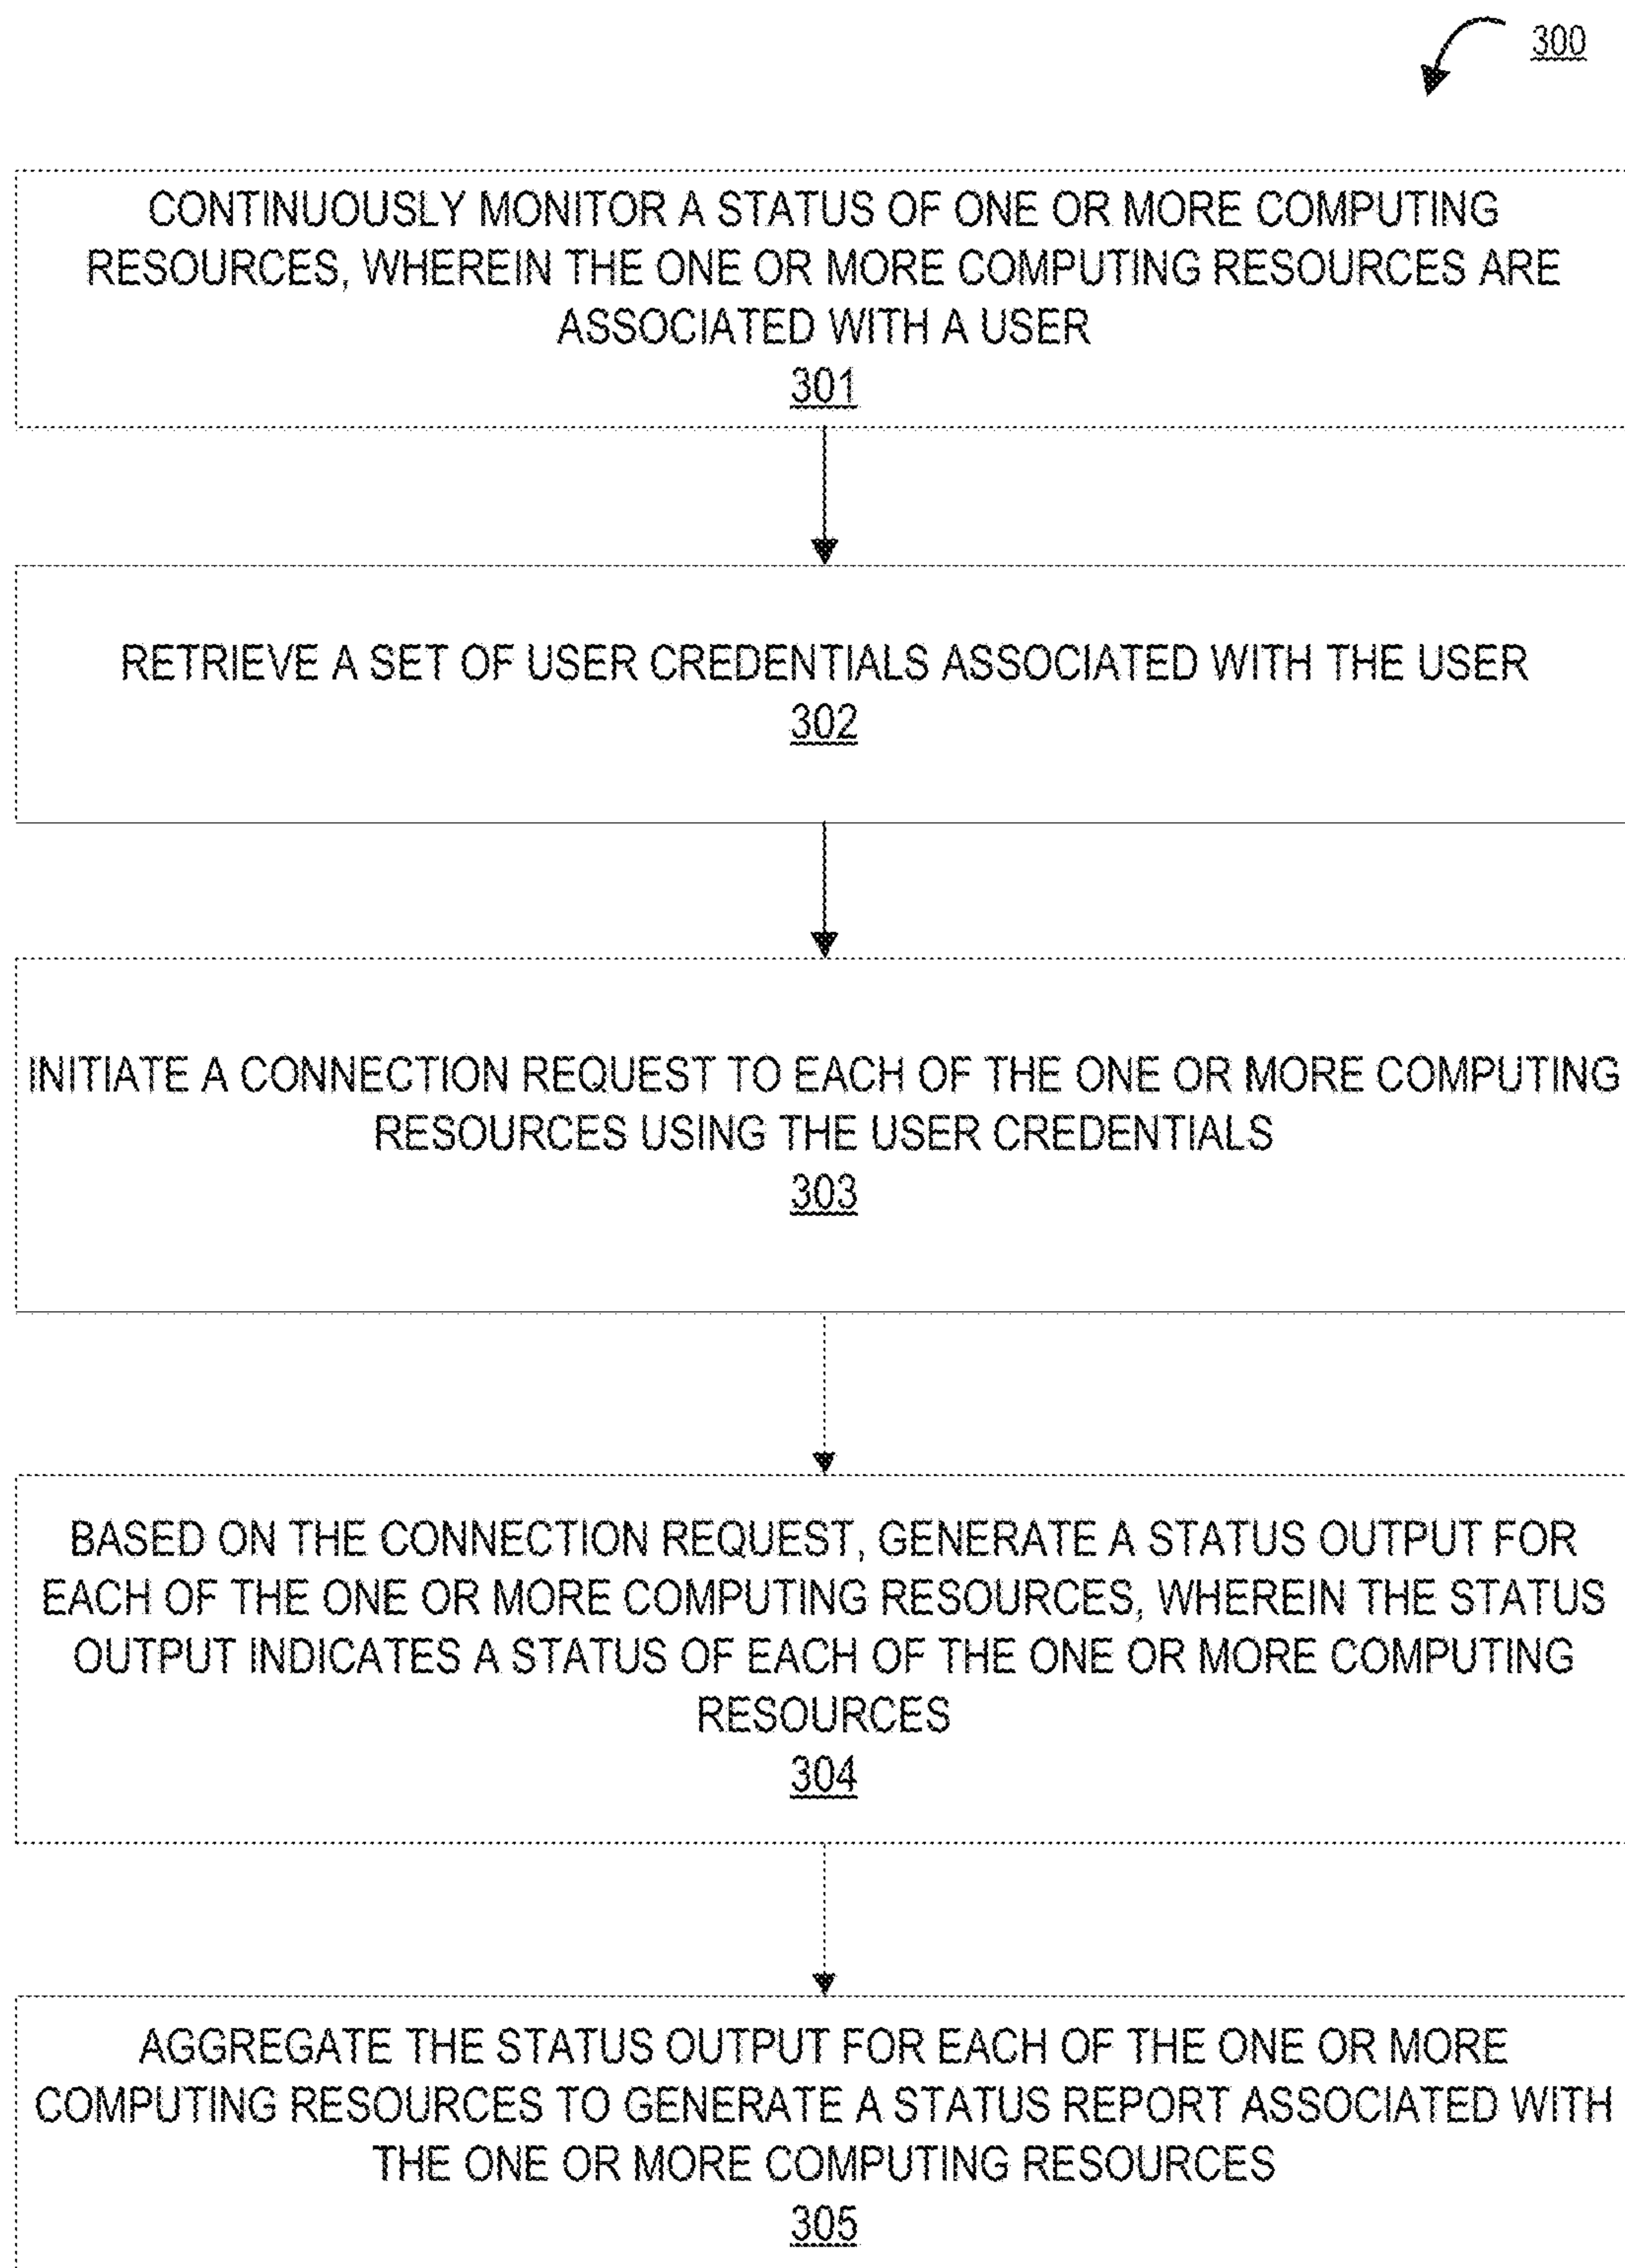 300
CONTINUOUSLY MONITOR A STATUS OF ONE OR MORE COMPUTING
RESOURCES, WHEREIN THE ONE OR MORE COMPUTING RESOURCES ARE
ASSOCIATED WITH A USER
301
RETRIEVE A SET OF USER CREDENTIALS ASSOCIATED WITH THE USER
302
INITIATE A CONNECTION REQUEST TO EACH OF THE ONE OR MORE COMPUTING
RESOURCES USING THE USER CREDENTIALS
303
BASED ON THE CONNECTION REQUEST, GENERATE A STATUS OUTPUT FOR
EACH OF THE ONE OR MORE COMPUTING RESOURCES, WHEREIN THE STATUS
OUTPUT INDICATES A STATUS OF EACH OF THE ONE OR MORE COMPUTING
RESOURCES
304
AGGREGATE THE STATUS OUTPUT FOR EACH OF THE ONE OR MORE
COMPUTING RESOURCES TO GENERATE A STATUS REPORT ASSOCIATED WITH
THE ONE OR MORE COMPUTING RESOURCES
305